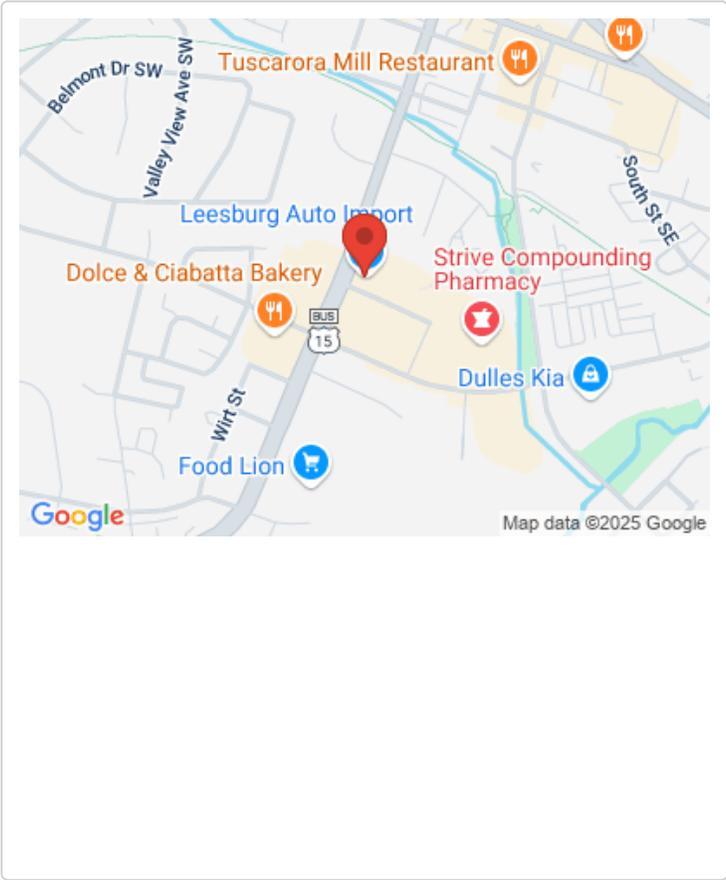 Tuscarora Mill Restaurant
Belmont Dr SW
Valley View Ave SW
South St SE
Leesburg Auto Import
Strive Compounding
Pharmacy
Dolce & Ciabatta Bakery
BUS
15
Dulles Kia
Wirt St
Food Lion
Google
Map data ©2025 Google